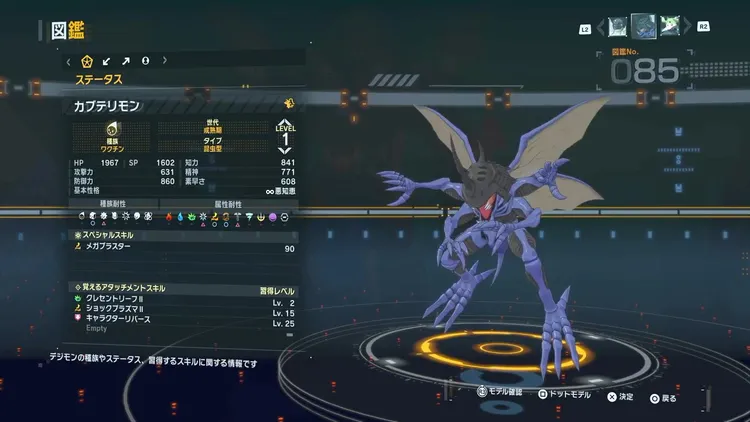 図鑑
L2
R2
図鑑No.
085
ステータス
カブテリモン
種族
ワクチン
世代
成熟期
タイプ
昆虫型
LEVEL
1
HP 1967 SP 1602 知力 841
攻撃力 631 精神 771
防御力 860 素早さ 608
基本性格 悪知恵
種族耐性 属性耐性
スペシャルスキル
メガブラスター 90
覚えるアタッチメントスキル 習得レベル
クレセントリーフⅡ Lv. 2
ショックプラズマⅡ Lv. 15
キャラクターリバース Lv. 25
Empty
デジモンの種族やステータス、習得するスキルに関する情報です
R3 モデル確認 ドットモデル 決定 戻る